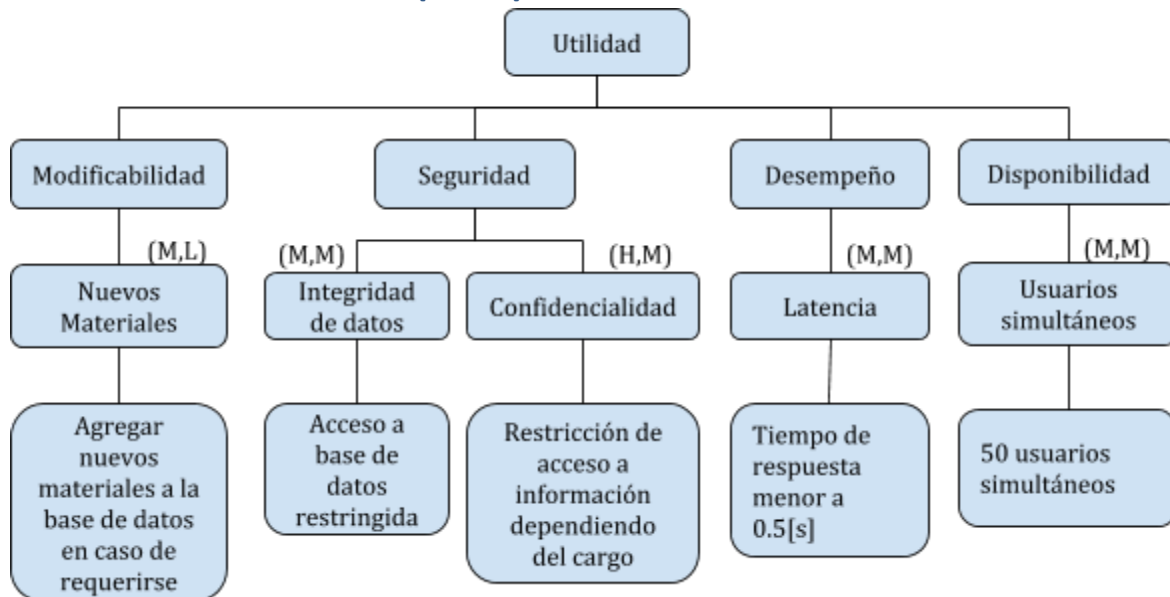 Utilidad
Modificabilidad
Seguridad
Desempeño
Disponibilidad
(M,L)
(M,M)
(H,M)
(M,M)
(M,M)
Nuevos
Materiales
Integridad
de datos
Confidencialidad
Latencia
Usuarios
simultáneos
Agregar
nuevos
materiales a la
base de datos
en caso de
requerirse
Acceso a
base de
datos
restringida
Restricción de
acceso a
información
dependiendo
del cargo
Tiempo de
respuesta
menor a
0.5[s]
50 usuarios
simultáneos